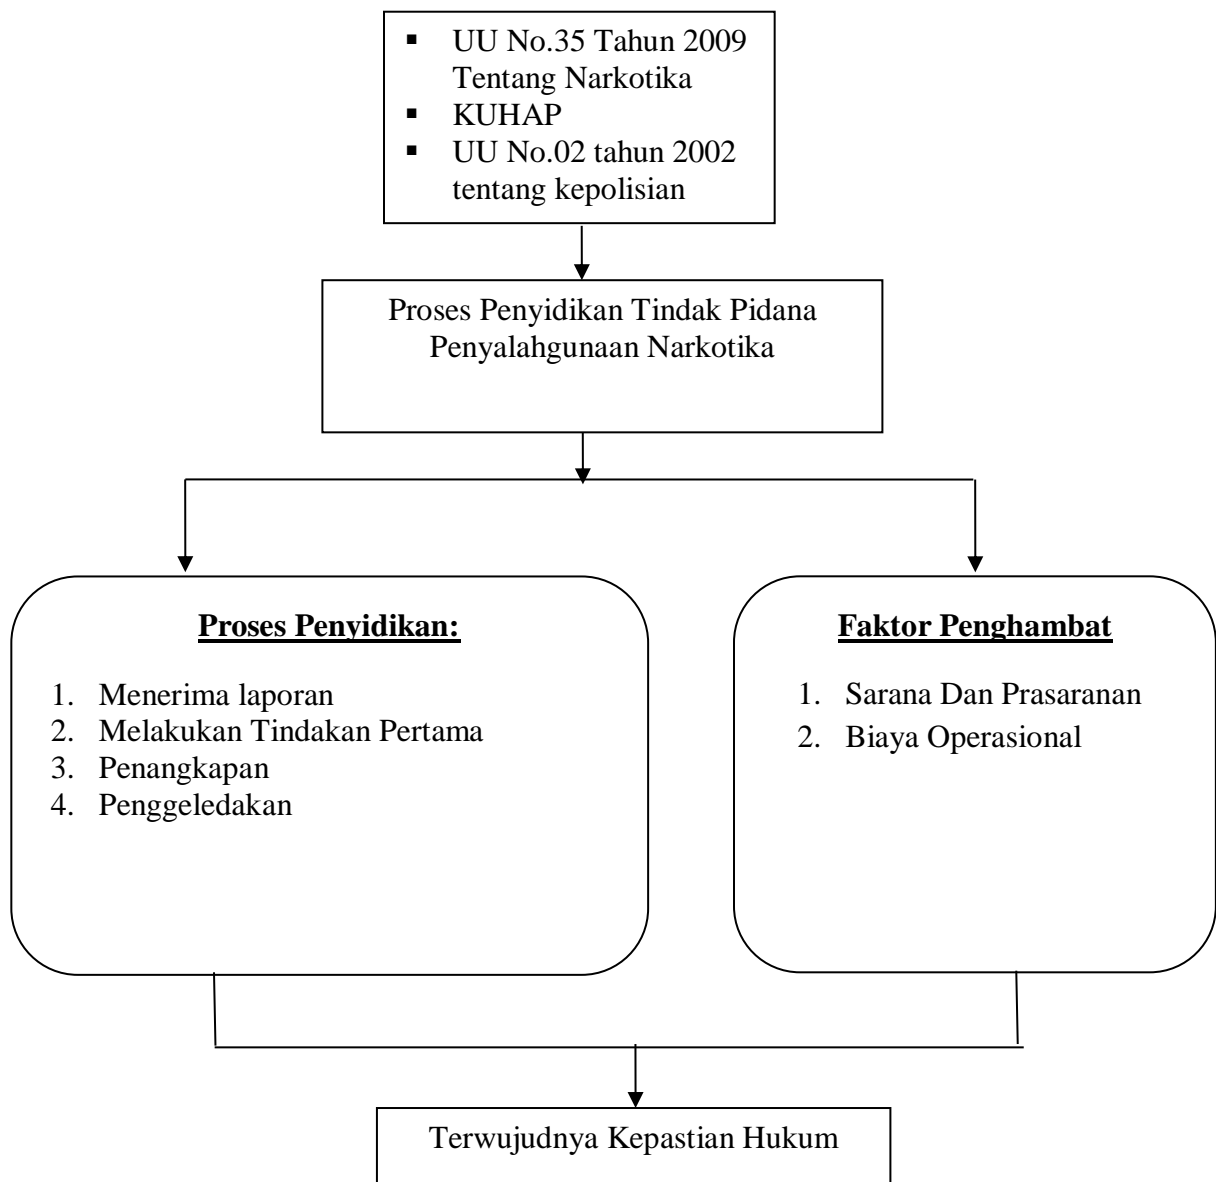 ▪ UU No.35 Tahun 2009
Tentang Narkotika
▪ KUHAP
▪ UU No.02 tahun 2002
tentang kepolisian
Proses Penyidikan Tindak Pidana
Penyalahgunaan Narkotika
Proses Penyidikan:
1. Menerima laporan
2. Melakukan Tindakan Pertama
3. Penangkapan
4. Penggeledakan
Faktor Penghambat
1. Sarana Dan Prasaranan
2. Biaya Operasional
Terwujudnya Kepastian Hukum